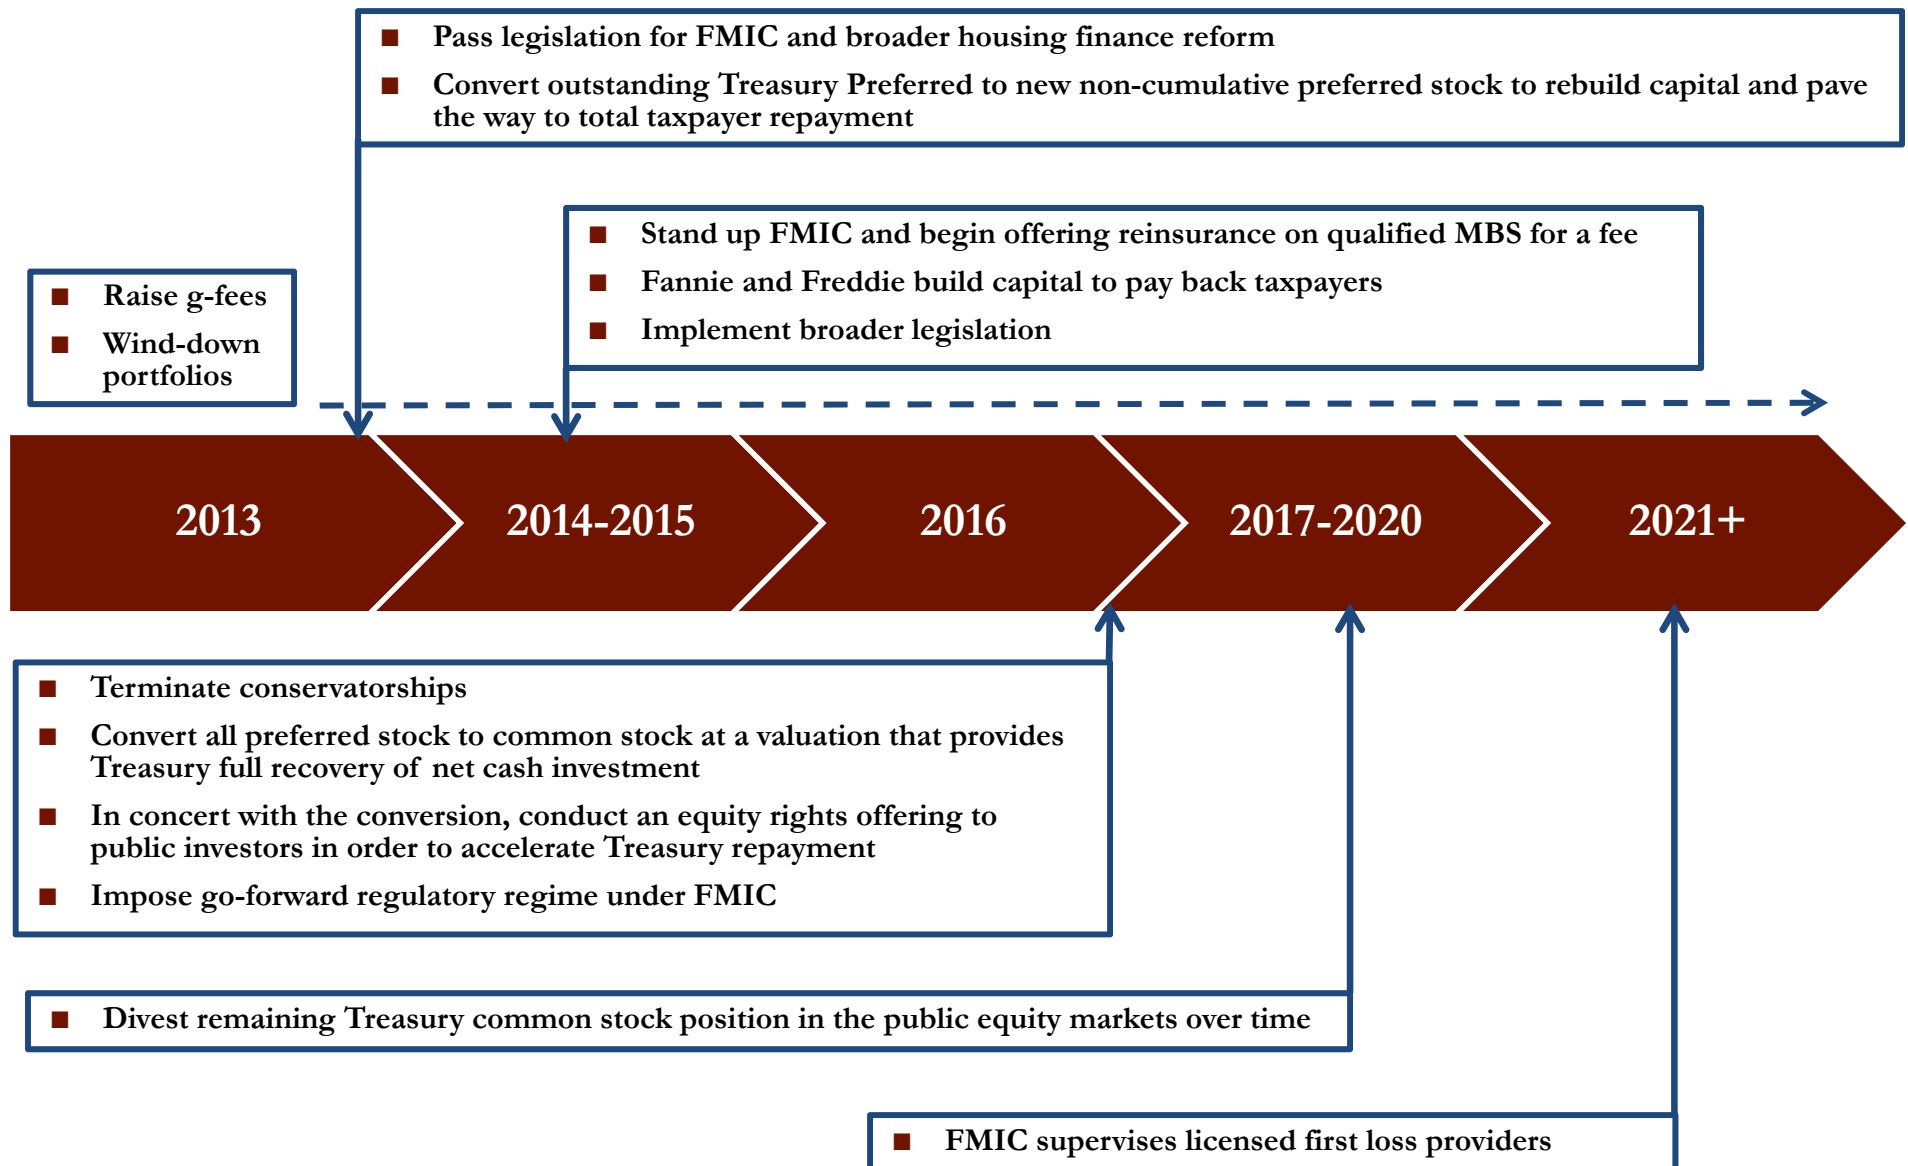 ■ Pass legislation for FMIC and broader housing finance reform
■ Convert outstanding Treasury Preferred to new non-cumulative preferred stock to rebuild capital and pave
the way to total taxpayer repayment
■ Stand up FMIC and begin offering reinsurance on qualified MBS for a fee
■ Fannie and Freddie build capital to pay back taxpayers
■ Implement broader legislation
■ Raise g-fees
■ Wind-down
portfolios
2013
2014-2015
2016
2017-2020
2021+
■ Terminate conservatorships
■ Convert all preferred stock to common stock at a valuation that provides
Treasury full recovery of net cash investment
■ In concert with the conversion, conduct an equity rights offering to
public investors in order to accelerate Treasury repayment
■ Impose go-forward regulatory regime under FMIC
■ Divest remaining Treasury common stock position in the public equity markets over time
■ FMIC supervises licensed first loss providers